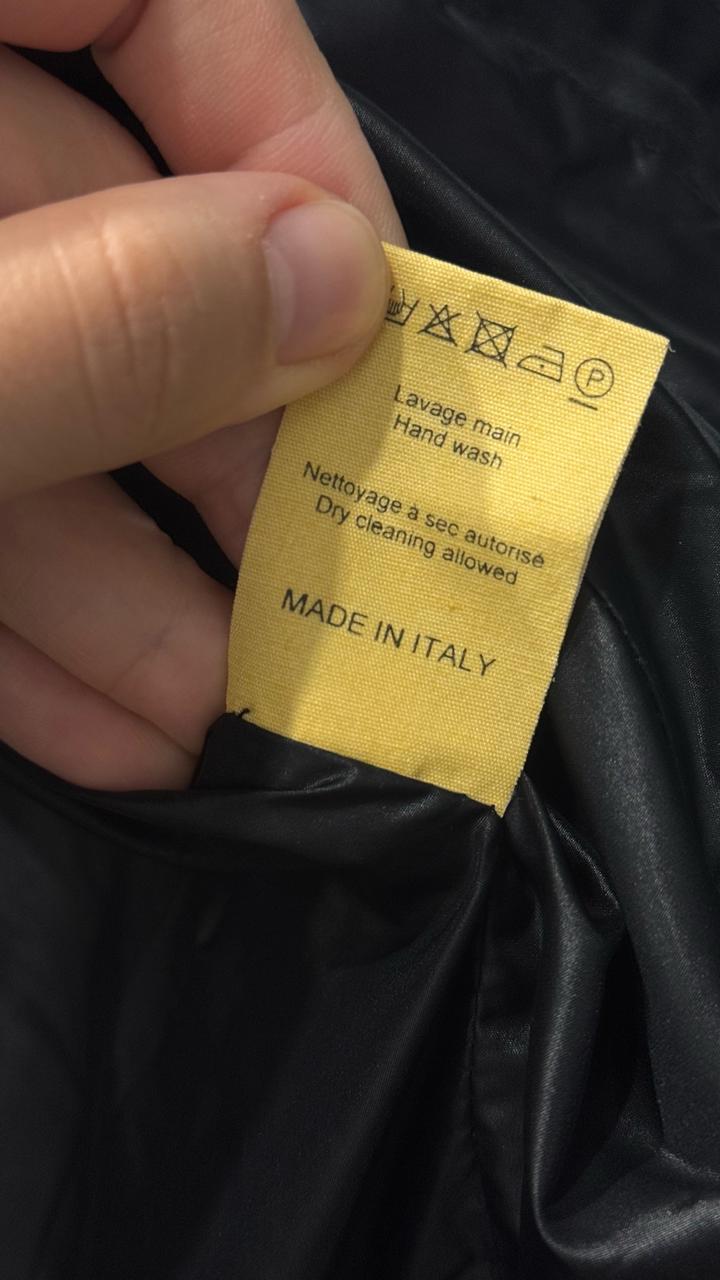 P
Lavage main
Hand wash
Nettoyage à sec autorisé
Dry cleaning allowed
MADE IN ITALY